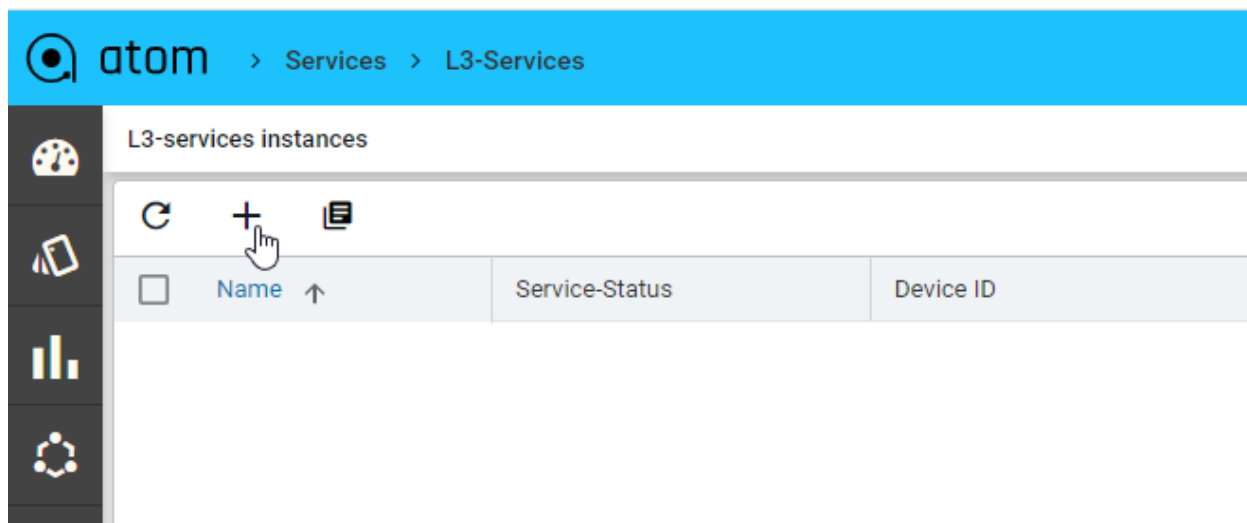 atom > Services > L3-Services
L3-services instances
Name Service-Status Device ID